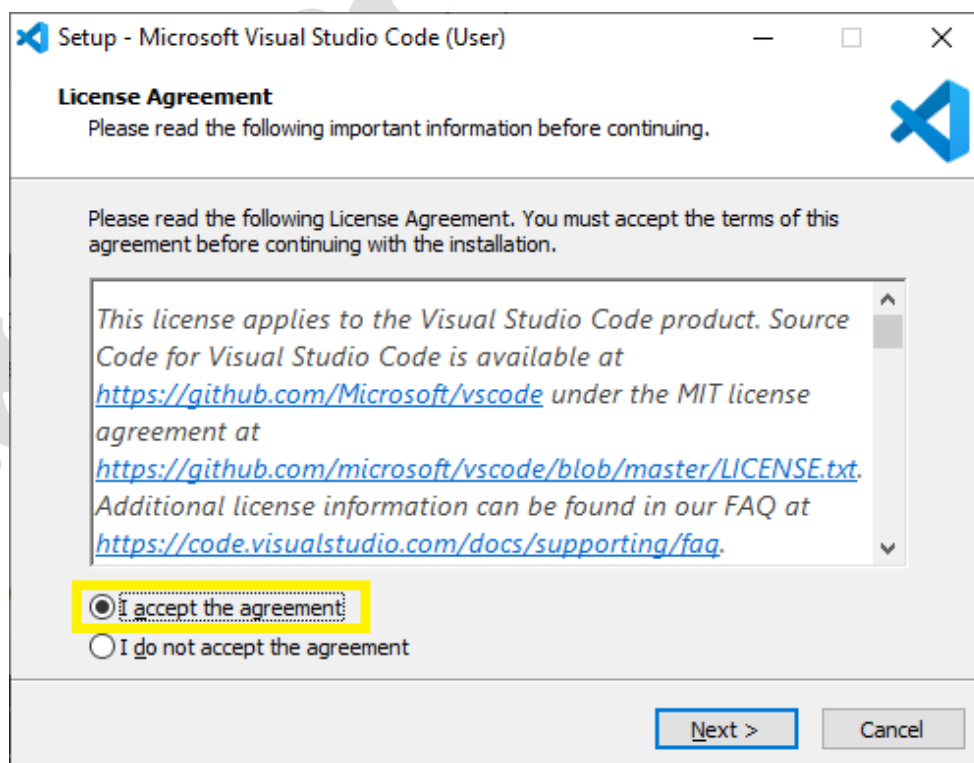 Setup - Microsoft Visual Studio Code (User)
License Agreement
Please read the following important information before continuing.
Please read the following License Agreement. You must accept the terms of this
agreement before continuing with the installation.
This license applies to the Visual Studio Code product. Source
Code for Visual Studio Code is available at
https://github.com/Microsoft/vscode under the MIT license
agreement at
https://github.com/microsoft/vscode/blob/master/LICENSE.txt.
Additional license information can be found in our FAQ at
https://code.visualstudio.com/docs/supporting/faq.
I accept the agreement
I do not accept the agreement
Next >
Cancel